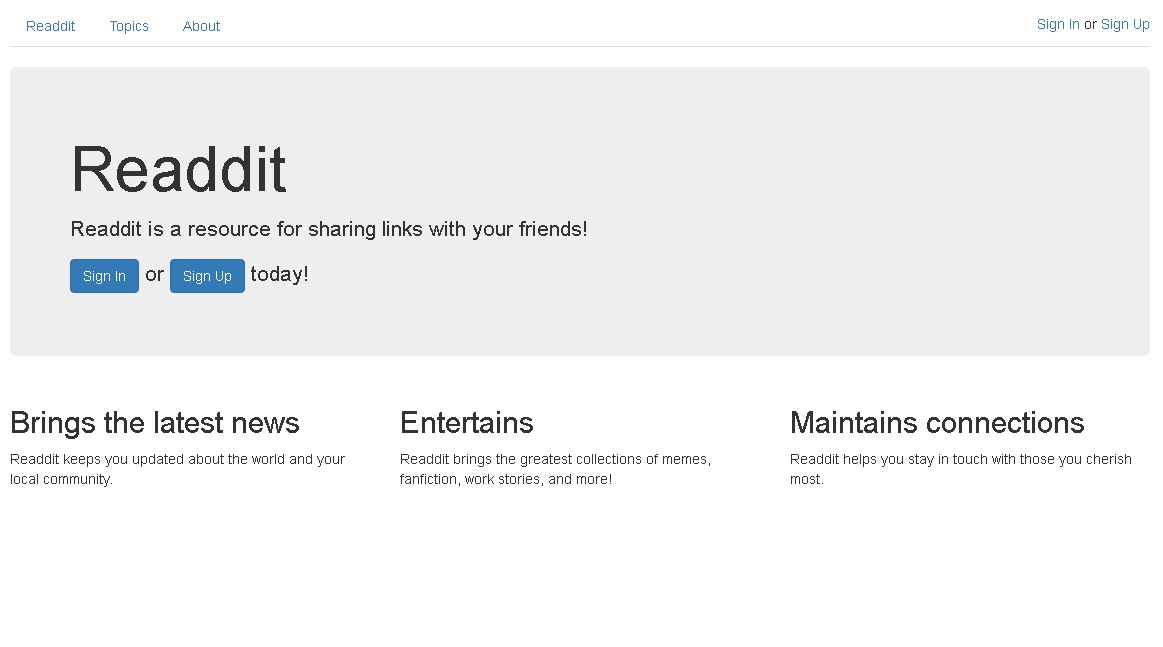 Readdit Topics About Sign In or Sign Up
Readdit
Readdit is a resource for sharing links with your friends!
Sign In or Sign Up today!
Brings the latest news
Readdit keeps you updated about the world and your
local community.
Entertains
Readdit brings the greatest collections of memes,
fanfiction, work stories, and more!
Maintains connections
Readdit helps you stay in touch with those you cherish
most.